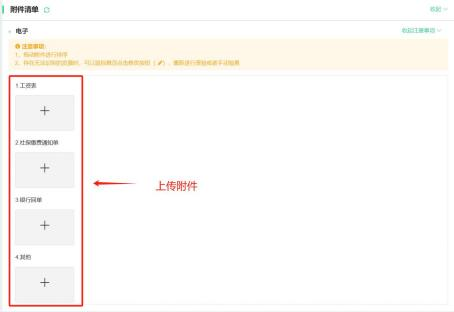 附件清单
收起
电子
收起注意事项
注意事项:
1、拖动附件进行排序
2、存在无法识别的发票时，可以鼠标悬浮点击修改按钮（ ），重新进行查验或者手动输票
1.工资表
2.社保缴费通知单
3.银行回单
4.其他
上传附件